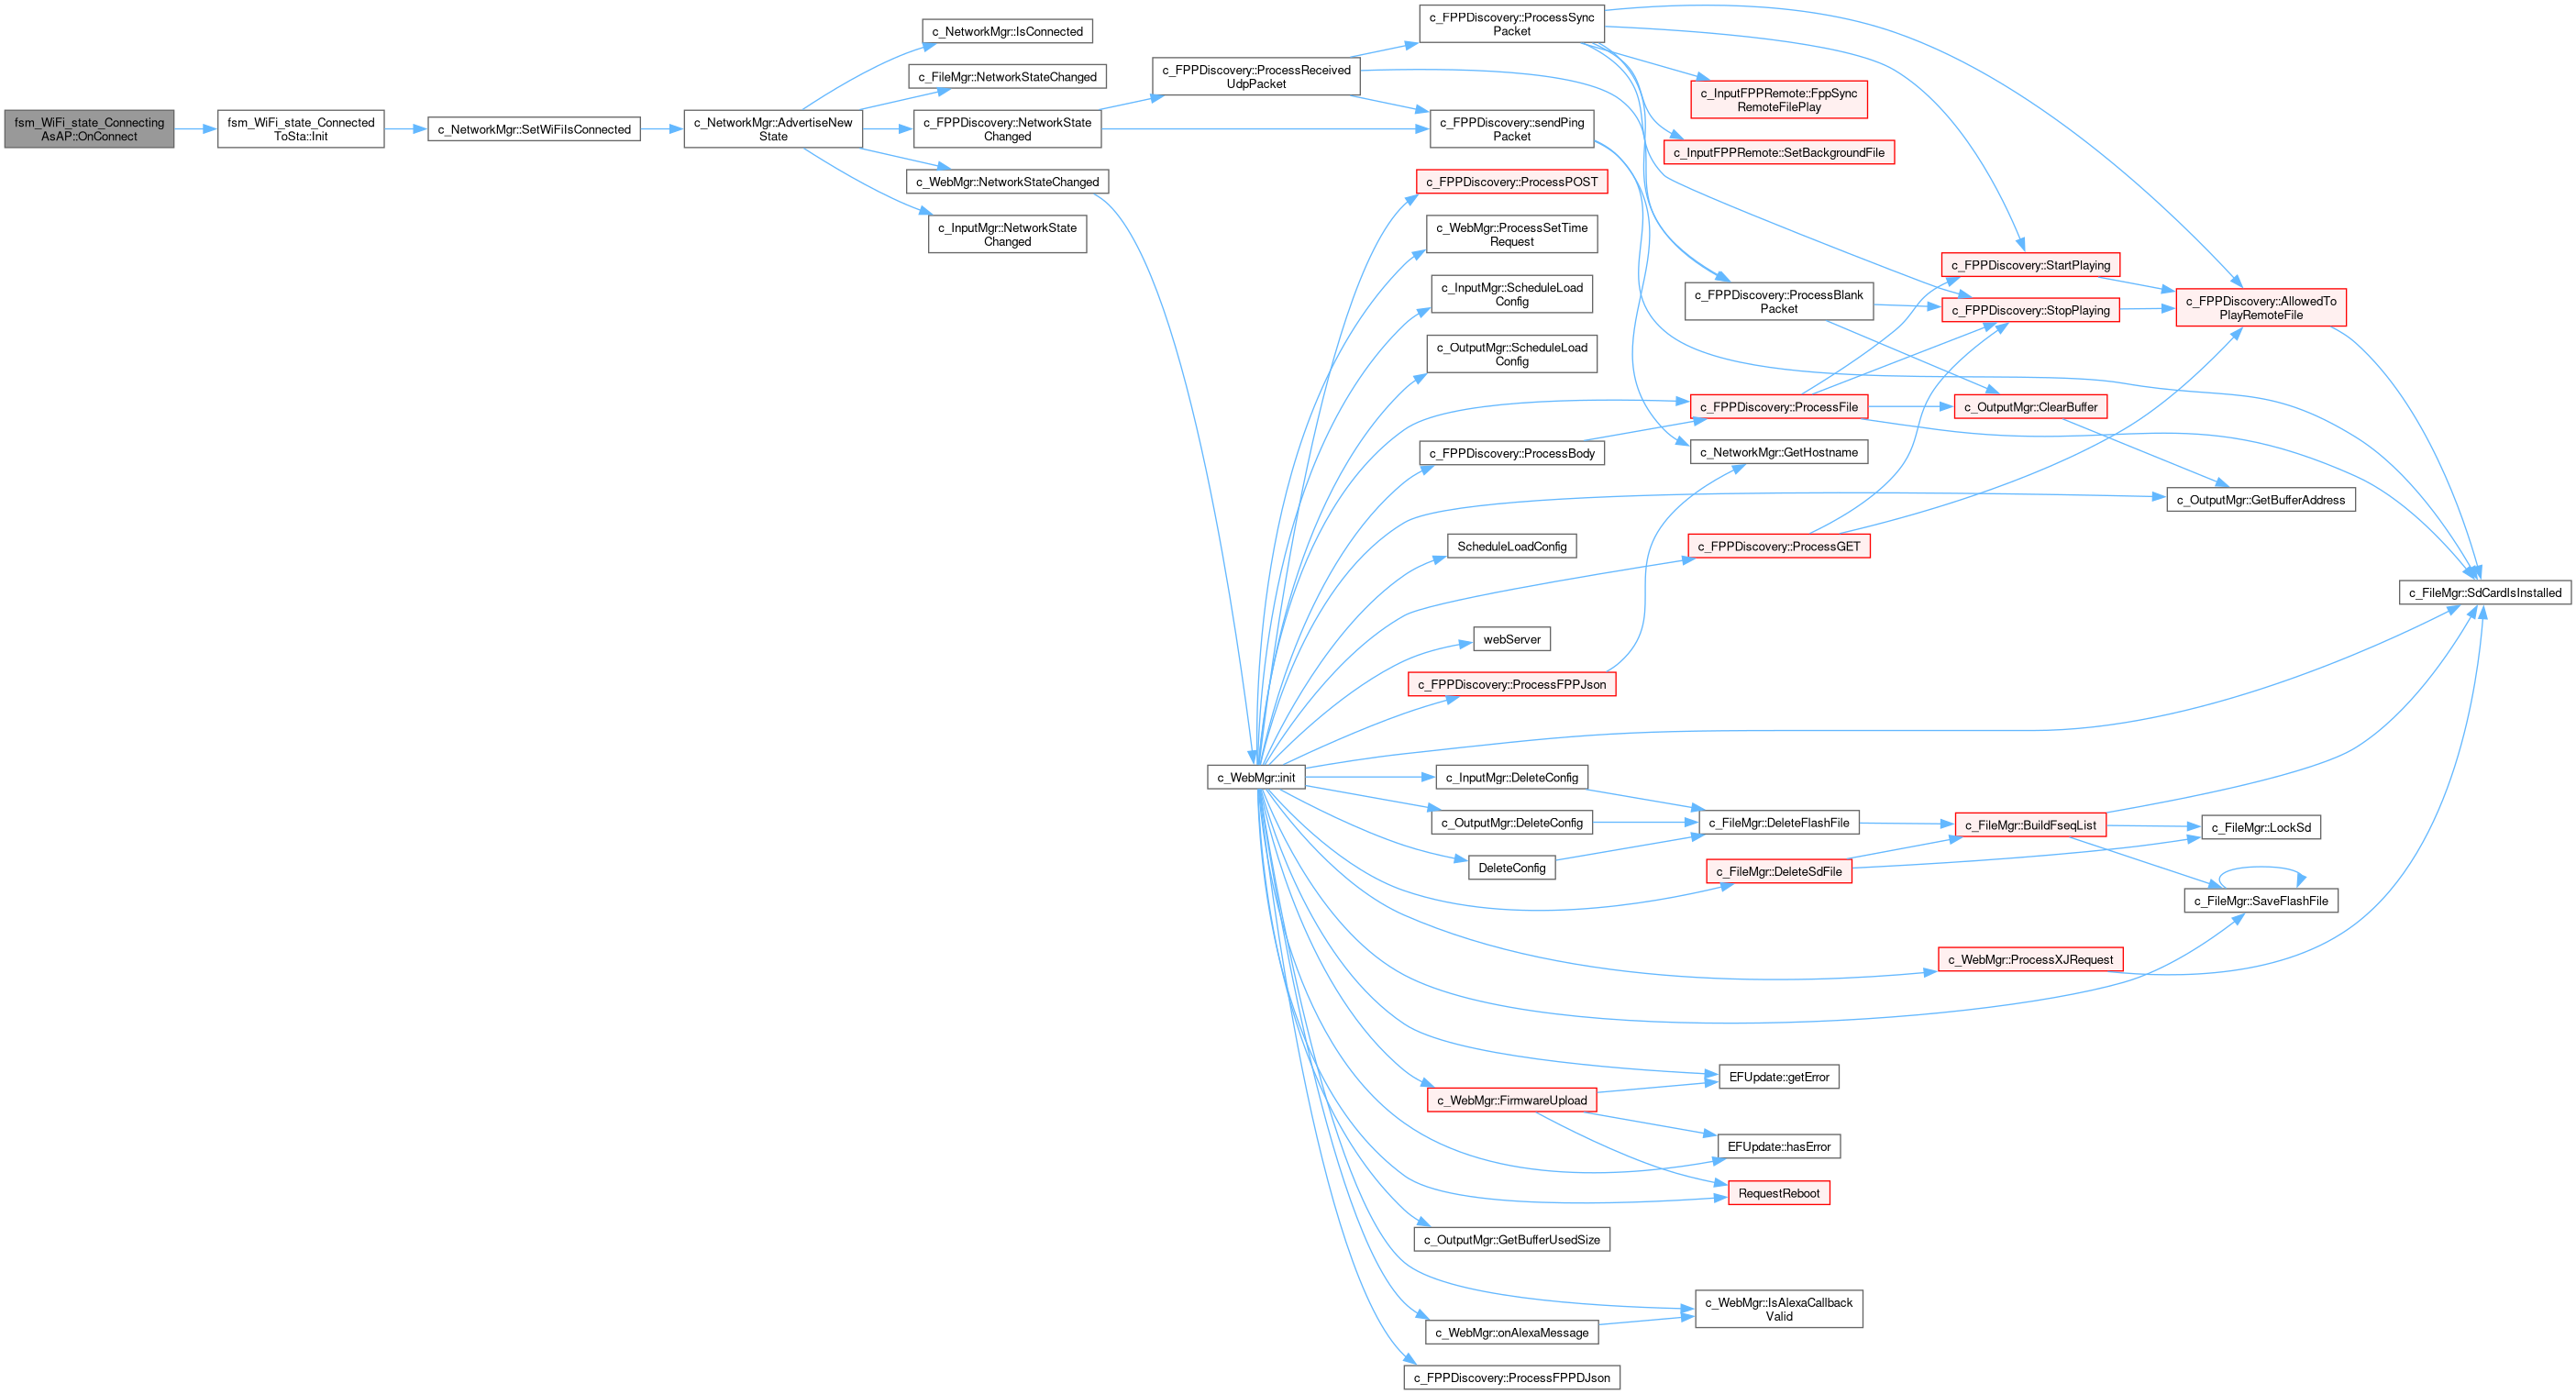 fsm_WiFi_state_Connecting
AsAP::OnConnect
fsm_WiFi_state_Connected
ToSta::Init
c_NetworkMgr::SetWiFiIsConnected
c_NetworkMgr::AdvertiseNew
State
c_NetworkMgr::IsConnected
c_FileMgr::NetworkStateChanged
c_FPPDiscovery::NetworkState
Changed
c_WebMgr::NetworkStateChanged
c_InputMgr::NetworkState
Changed
c_FPPDiscovery::ProcessReceived
UdpPacket
c_WebMgr::init
c_FPPDiscovery::ProcessSync
Packet
c_FPPDiscovery::sendPing
Packet
c_FPPDiscovery::ProcessPOST
c_WebMgr::ProcessSetTime
Request
c_InputMgr::ScheduleLoad
Config
c_OutputMgr::ScheduleLoad
Config
c_FPPDiscovery::ProcessBody
ScheduleLoadConfig
webServer
c_FPPDiscovery::ProcessFPPJson
c_InputMgr::DeleteConfig
c_OutputMgr::DeleteConfig
DeleteConfig
c_WebMgr::FirmwareUpload
c_OutputMgr::GetBufferUsedSize
c_WebMgr::onAlexaMessage
c_FPPDiscovery::ProcessFPPDJson
c_InputFPPRemote::FppSync
RemoteFilePlay
c_InputFPPRemote::SetBackgroundFile
c_FPPDiscovery::ProcessBlank
Packet
c_FPPDiscovery::ProcessFile
c_NetworkMgr::GetHostname
c_FPPDiscovery::ProcessGET
c_FileMgr::DeleteFlashFile
c_FileMgr::DeleteSdFile
EFUpdate::getError
EFUpdate::hasError
RequestReboot
c_WebMgr::IsAlexaCallback
Valid
c_FPPDiscovery::StartPlaying
c_FPPDiscovery::StopPlaying
c_OutputMgr::ClearBuffer
c_FileMgr::BuildFseqList
c_WebMgr::ProcessXJRequest
c_FPPDiscovery::AllowedTo
PlayRemoteFile
c_OutputMgr::GetBufferAddress
c_FileMgr::LockSd
c_FileMgr::SaveFlashFile
c_FileMgr::SdCardIsInstalled